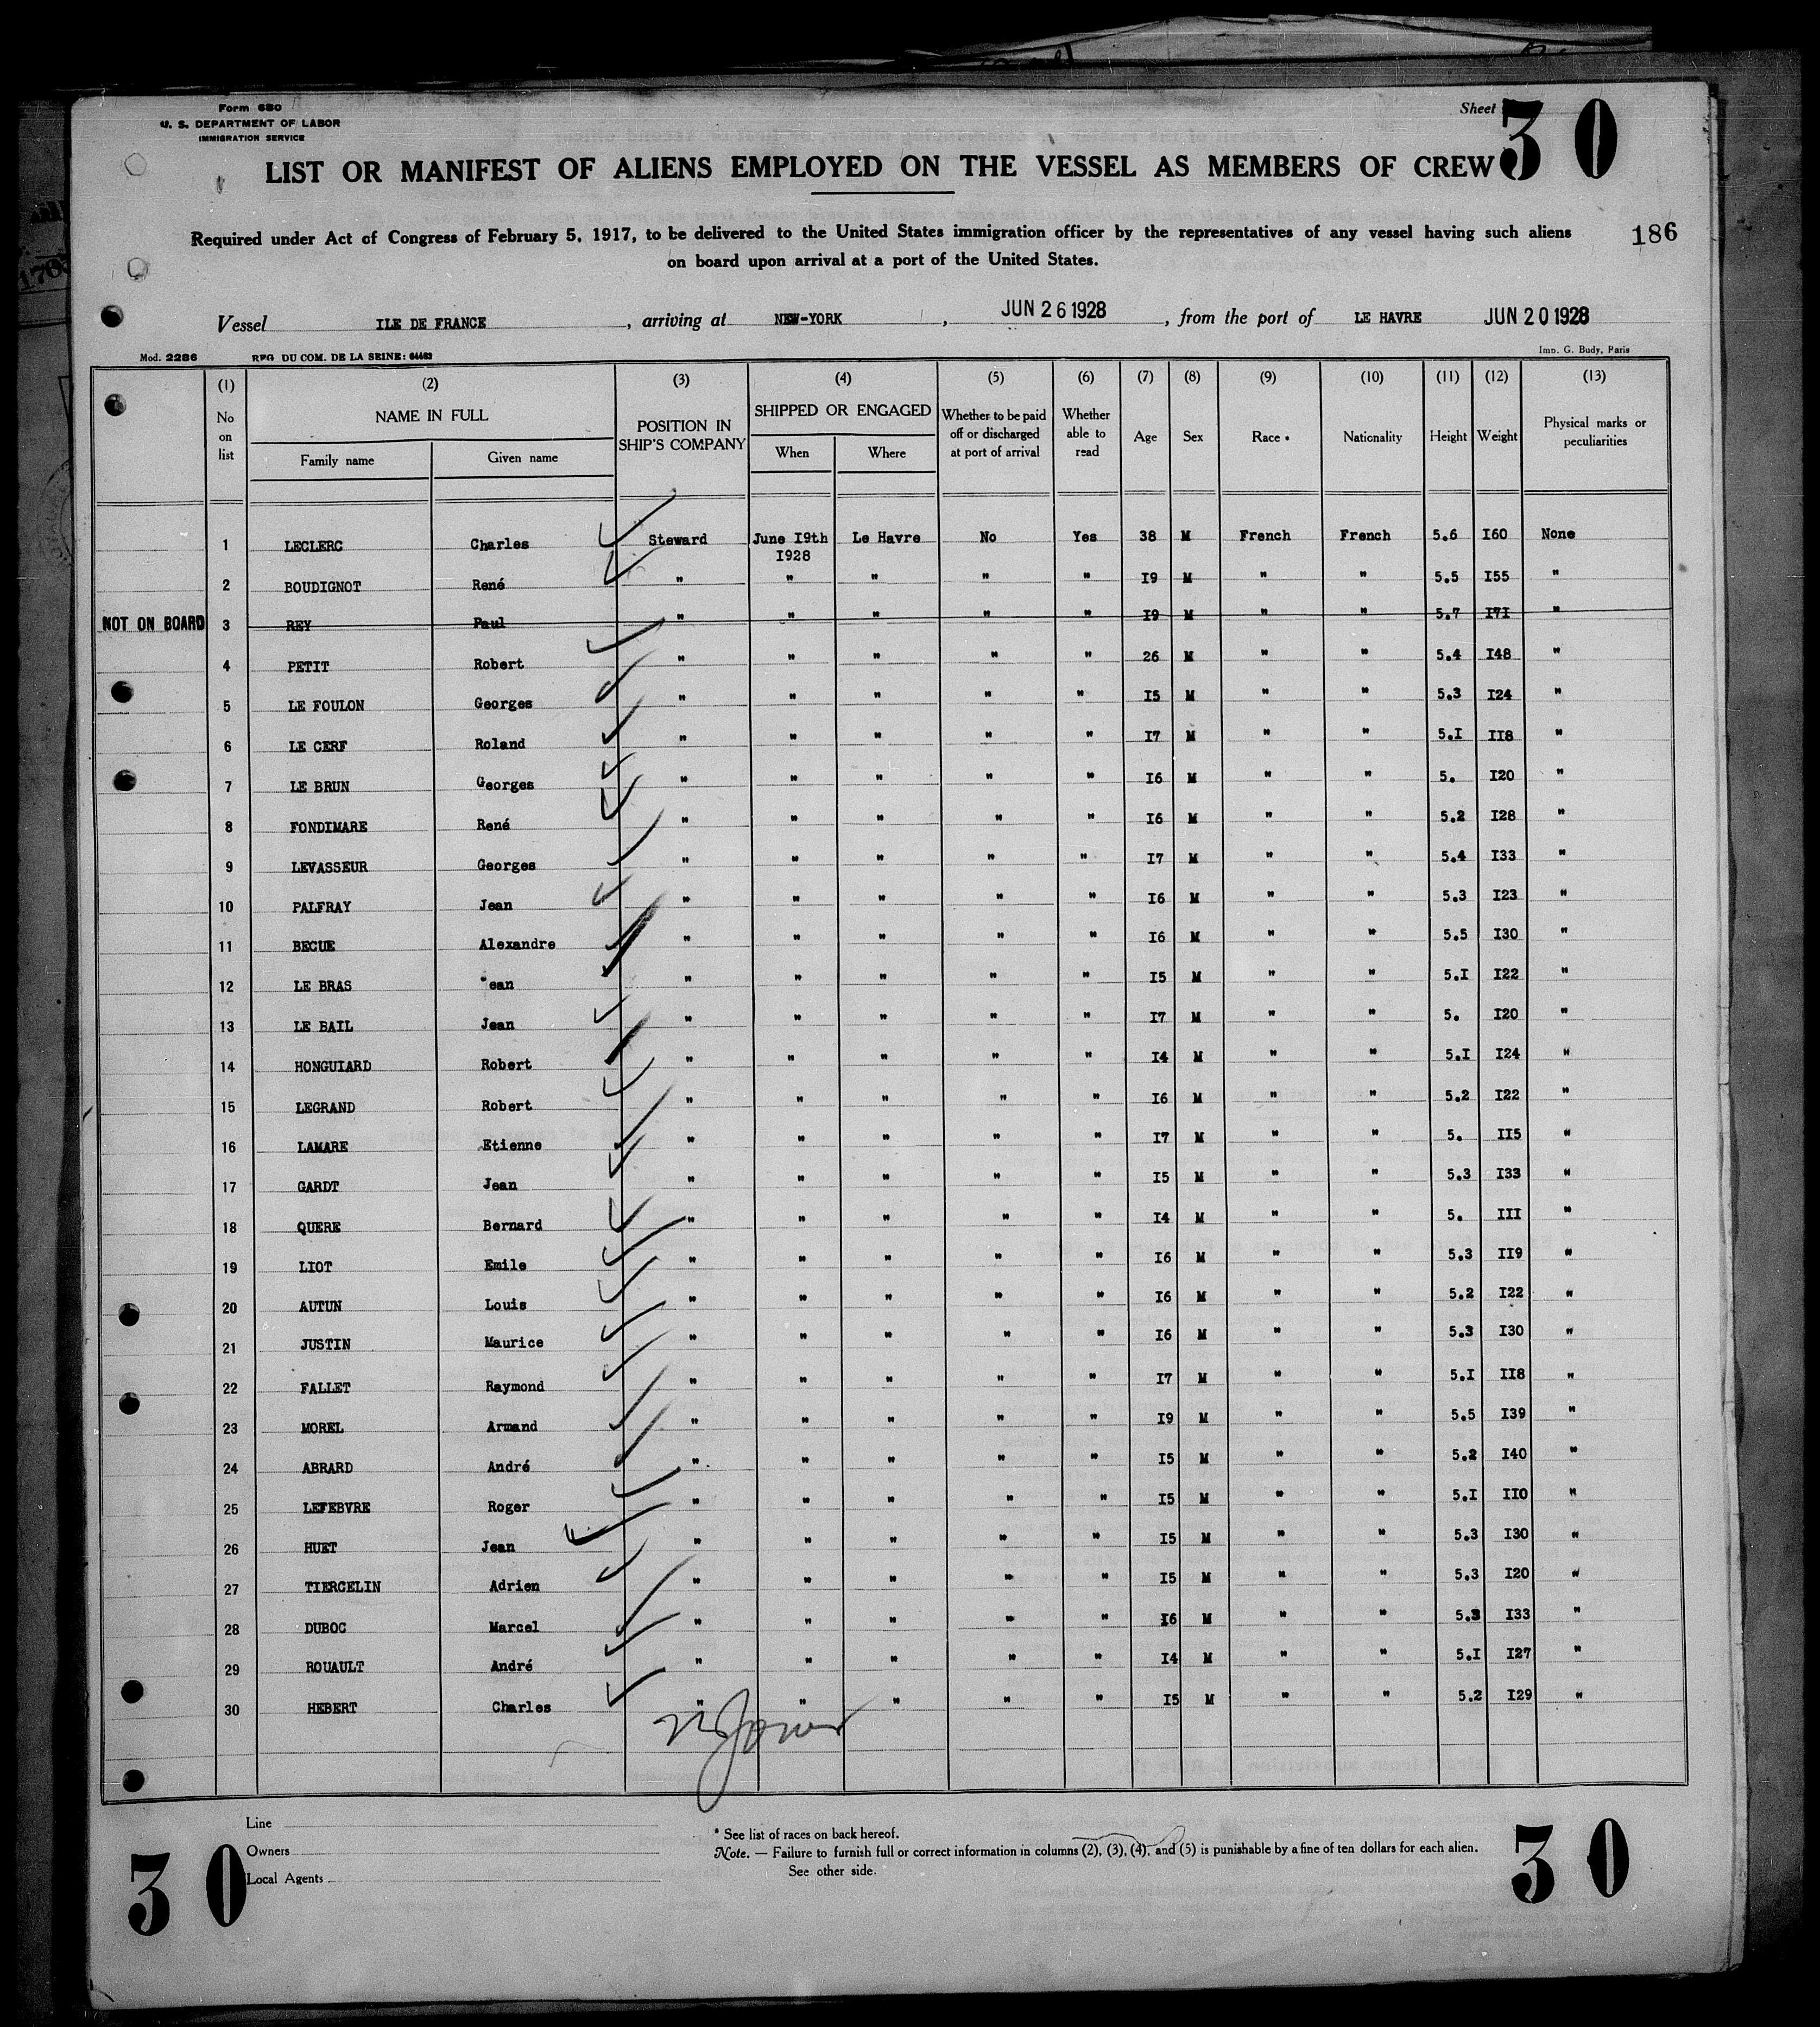 Form 680
U. S. DEPARTMENT OF LABOR
IMMIGRATION SERVICE
Sheet 30
LIST OR MANIFEST OF ALIENS EMPLOYED ON THE VESSEL AS MEMBERS OF CREW
Required under Act of Congress of February 5, 1917, to be delivered to the United States immigration officer by the representatives of any vessel having such aliens
on board upon arrival at a port of the United States.
186
Vessel ILE DE FRANCE, arriving at NEW-YORK, JUN 26 1928, from the port of LE HAVRE JUN 20 1928
Mod. 2286 REG DU COM. DE LA SEINE: 64463 Imp. G. Budy, Paris
(1) (2) (3) (4) (5) (6) (7) (8) (9) (10) (11) (12) (13)
No on list NAME IN FULL Family name Given name POSITION IN SHIP'S COMPANY SHIPPED OR ENGAGED When Where Whether to be paid off or discharged at port of arrival Whether able to read Age Sex Race * Nationality Height Weight Physical marks or peculiarities
1 LECLERC Charles Steward June I9th I928 Le Havre No Yes 38 M French French 5.6 I60 None
2 BOUDIGNOT René " " " " " I9 M " " 5.5 I55 "
NOT ON BOARD 3 REY Paul " " " " " I9 M " " 5.7 I7I "
4 PETIT Robert " " " " " 26 M " " 5.4 I48 "
5 LE FOULON Georges " " " " " I5 M " " 5.3 I24 "
6 LE CERF Roland " " " " " I7 M " " 5.I II8 "
7 LE BRUN Georges " " " " " I6 M " " 5. I20 "
8 FONDIMARE René " " " " " I6 M " " 5.2 I28 "
9 LEVASSEUR Georges " " " " " I7 M " " 5.4 I33 "
10 PALFRAY Jean " " " " " I6 M " " 5.3 I23 "
11 BECUE Alexandre " " " " " I6 M " " 5.5 I30 "
12 LE BRAS ean " " " " " I5 M " " 5.I I22 "
13 LE BAIL Jean " " " " " I7 M " " 5. I20 "
14 HONGUIARD Robert " " " " " I4 M " " 5.I I24 "
15 LEGRAND Robert " " " " " I6 M " " 5.2 I22 "
16 LAMARE Etienne " " " " " I7 M " " 5. II5 "
17 GARDT Jean " " " " " I5 M " " 5.3 I33 "
18 QUERE Bernard " " " " " I4 M " " 5. III "
19 LIOT Emile " " " " " I6 M " " 5.3 II9 "
20 AUTUN Louis " " " " " I6 M " " 5.2 I22 "
21 JUSTIN Maurice " " " " " I6 M " " 5.3 I30 "
22 FALLET Raymond " " " " " I7 M " " 5.I II8 "
23 MOREL Armand " " " " " I9 M " " 5.5 I39 "
24 ABRARD André " " " " " I5 M " " 5.2 I40 "
25 LEFEBVRE Roger " " " " " I5 M " " 5.I II0 "
26 HUET Jean " " " " " I5 M " " 5.3 I30 "
27 TIERCELIN Adrien " " " " " I5 M " " 5.3 I20 "
28 DUBOC Marcel " " " " " I6 M " " 5.3 I33 "
29 ROUAULT André " " " " " I4 M " " 5.I I27 "
30 HEBERT Charles " " " " " I5 M " " 5.2 I29 "
Line
Owners
Local Agents
* See list of races on back hereof.
Note. — Failure to furnish full or correct information in columns (2), (3), (4), and (5) is punishable by a fine of ten dollars for each alien.
See other side.
30
30